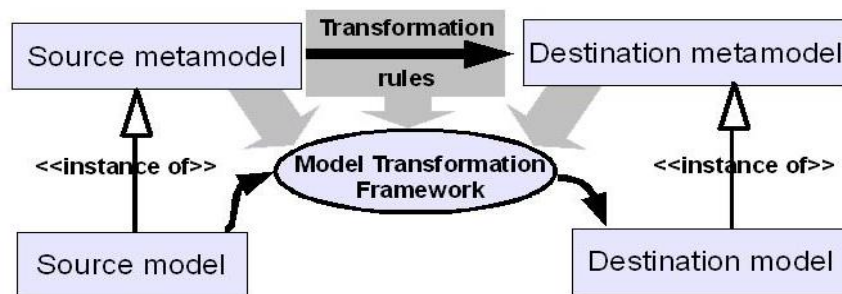 Transformation
Source metamodel
Destination metamodel
rules
<<instance of>>
Model Transformation
Framework
<<instance of>>
Source model
Destination model